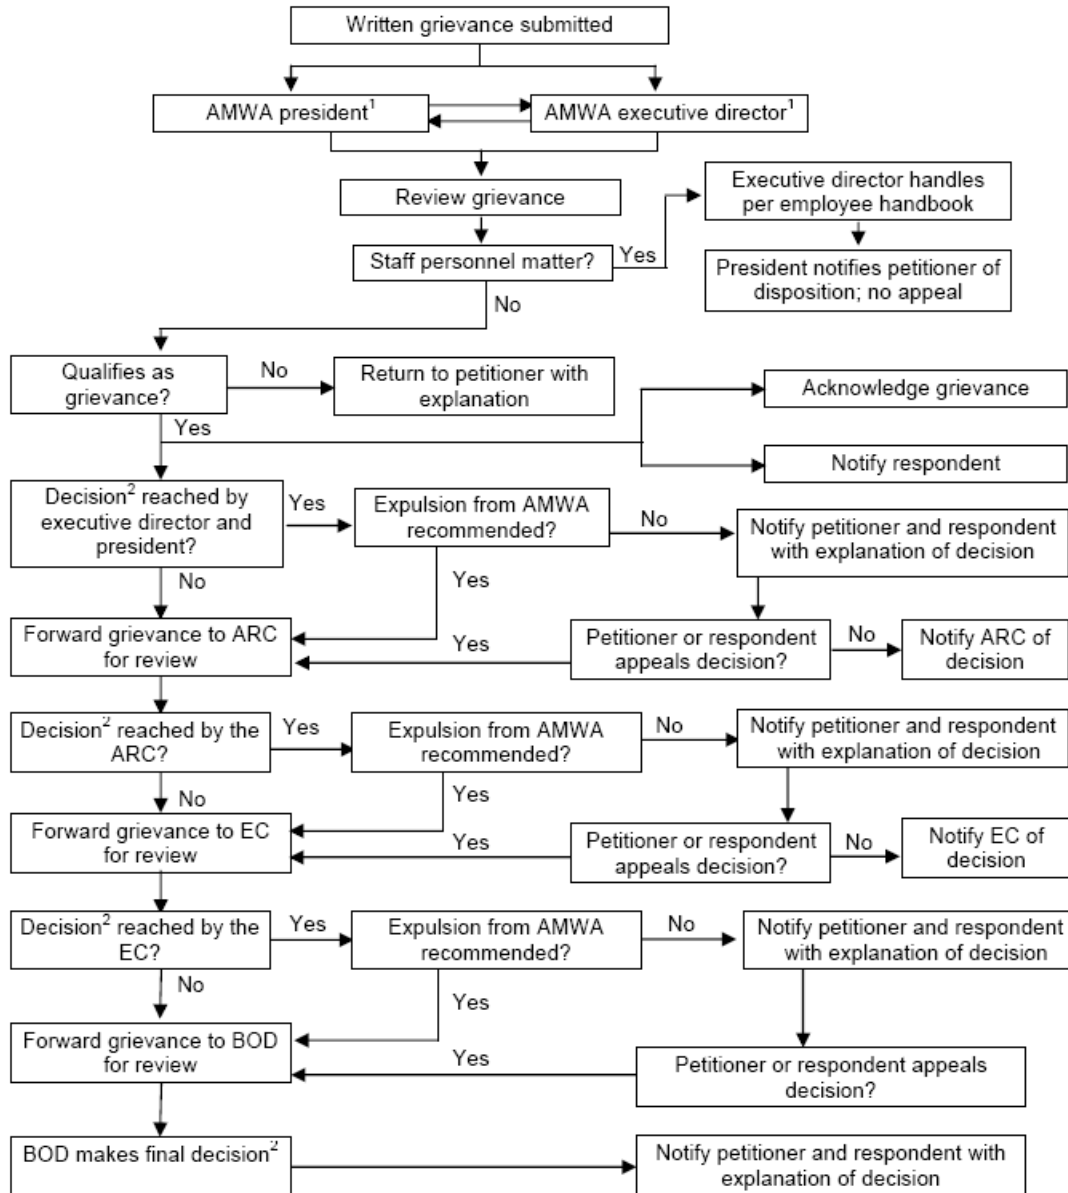 Written grievance submitted
AMWA president1
AMWA executive director1
Review grievance
Executive director handles
per employee handbook
Staff personnel matter?
Yes
President notifies petitioner of
disposition; no appeal
No
Qualifies as
grievance?
No
Return to petitioner with
explanation
Acknowledge grievance
Yes
Notify respondent
Decision2 reached by
executive director and
president?
Yes
Expulsion from AMWA
recommended?
No
Notify petitioner and respondent
with explanation of decision
No
Yes
Forward grievance to ARC
for review
Yes
Petitioner or respondent
appeals decision?
No
Notify ARC of
decision
Decision2 reached by the
ARC?
Yes
Expulsion from AMWA
recommended?
No
Notify petitioner and respondent
with explanation of decision
No
Yes
Forward grievance to EC
for review
Yes
Petitioner or respondent
appeals decision?
No
Notify EC of
decision
Decision2 reached by the
EC?
Yes
Expulsion from AMWA
recommended?
No
Notify petitioner and respondent
with explanation of decision
No
Yes
Forward grievance to BOD
for review
Yes
Petitioner or respondent appeals
decision?
BOD makes final decision2
Notify petitioner and respondent with
explanation of decision